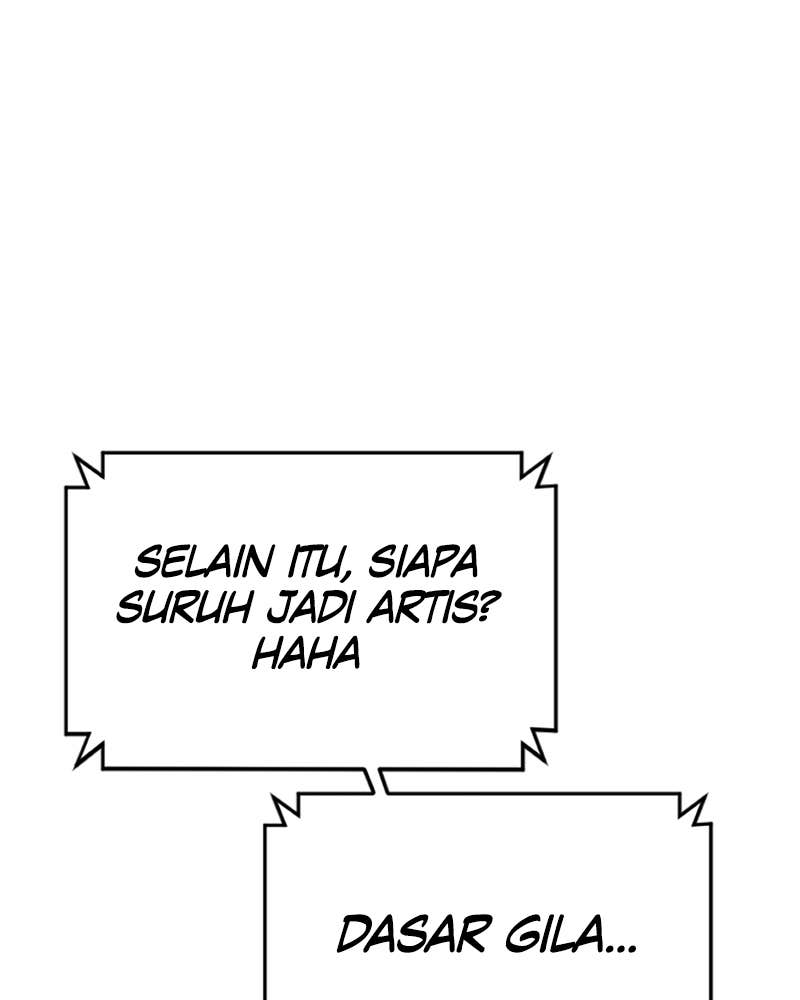 SELAIN ITU, SIAPA
SURUH JADI ARTIS?
HAHA
DASAR GILA...